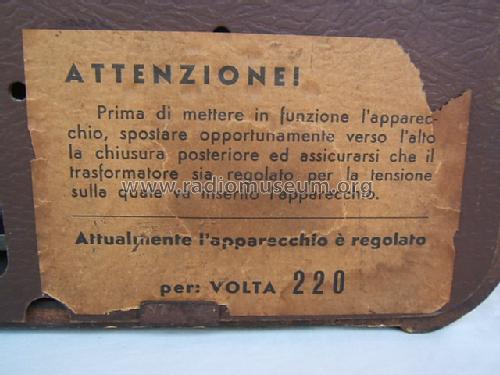 ATTENZIONE!
Prima di mettere in funzione l'apparec-
chio, spostare opportunamente verso l'alto
la chiusura posteriore ed assicurarsi che il
trasformatore sia regolato per la tensione
www.radiomuseum.org
sulla quale va inserito l'apparecchio.
Attualmente l'apparecchio è regolato
per: VOLTA 220